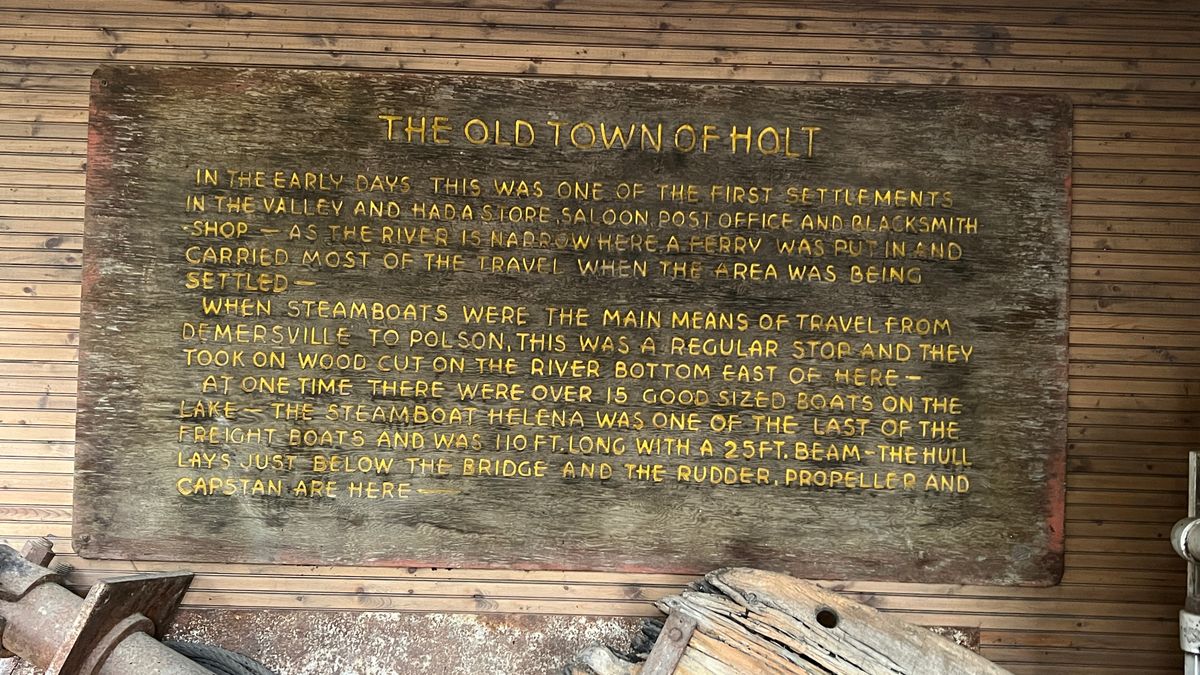 THE OLD TOWN OF HOLT
IN THE EARLY DAYS THIS WAS ONE OF THE FIRST SETTLEMENTS
IN THE VALLEY AND HAD A STORE, SALOON, POST OFFICE AND BLACKSMITH
-SHOP — AS THE RIVER IS NARROW HERE A FERRY WAS PUT IN AND
CARRIED MOST OF THE TRAVEL WHEN THE AREA WAS BEING
SETTLED —
WHEN STEAMBOATS WERE THE MAIN MEANS OF TRAVEL FROM
DEMERSVILLE TO POLSON, THIS WAS A REGULAR STOP AND THEY
TOOK ON WOOD CUT ON THE RIVER BOTTOM EAST OF HERE —
AT ONE TIME THERE WERE OVER 15 GOOD SIZED BOATS ON THE
LAKE — THE STEAMBOAT HELENA WAS ONE OF THE LAST OF THE
FREIGHT BOATS AND WAS 110 FT. LONG WITH A 25 FT. BEAM - THE HULL
LAYS JUST BELOW THE BRIDGE AND THE RUDDER, PROPELLER AND
CAPSTAN ARE HERE —